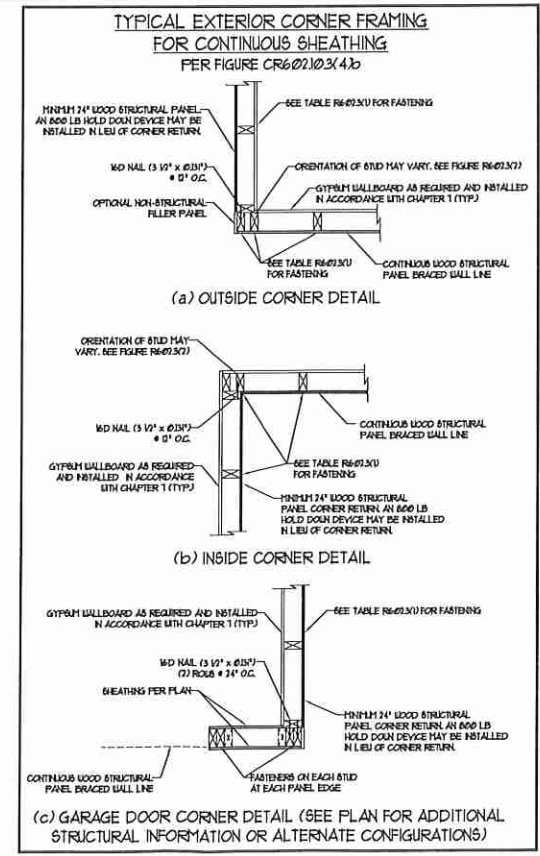 TYPICAL EXTERIOR CORNER FRAMING
FOR CONTINUOUS SHEATHING
PER FIGURE CR602.10.3(4)b
MINIMUM 24" WOOD STRUCTURAL PANEL.
AN 800 LB HOLD DOWN DEVICE MAY BE
INSTALLED IN LIEU OF CORNER RETURN.
SEE TABLE R602.3(1) FOR FASTENING
16D NAIL (3 1/2" x 0.131")
@ 12" O.C.
ORIENTATION OF STUD MAY VARY. SEE FIGURE R602.3(2)
GYPSUM WALLBOARD AS REQUIRED AND INSTALLED
IN ACCORDANCE WITH CHAPTER 7 (TYP.)
OPTIONAL NON-STRUCTURAL
FILLER PANEL
SEE TABLE R602.3(1)
FOR FASTENING
CONTINUOUS WOOD STRUCTURAL
PANEL BRACED WALL LINE
(a) OUTSIDE CORNER DETAIL
ORIENTATION OF STUD MAY
VARY. SEE FIGURE R602.3(2)
16D NAIL (3 1/2" x 0.131")
@ 12" O.C.
CONTINUOUS WOOD STRUCTURAL
PANEL BRACED WALL LINE
GYPSUM WALLBOARD AS REQUIRED
AND INSTALLED IN ACCORDANCE
WITH CHAPTER 7 (TYP.)
SEE TABLE R602.3(1)
FOR FASTENING
MINIMUM 24" WOOD STRUCTURAL
PANEL CORNER RETURN. AN 800 LB
HOLD DOWN DEVICE MAY BE INSTALLED
IN LIEU OF CORNER RETURN.
(b) INSIDE CORNER DETAIL
GYPSUM WALLBOARD AS REQUIRED AND INSTALLED
IN ACCORDANCE WITH CHAPTER 7 (TYP.)
SEE TABLE R602.3(1) FOR FASTENING
16D NAIL (3 1/2" x 0.131")
(2) ROWS @ 24" O.C.
SHEATHING PER PLAN
MINIMUM 24" WOOD STRUCTURAL
PANEL CORNER RETURN. AN 800 LB
HOLD DOWN DEVICE MAY BE INSTALLED
IN LIEU OF CORNER RETURN.
CONTINUOUS WOOD STRUCTURAL
PANEL BRACED WALL LINE
FASTENERS ON EACH STUD
AT EACH PANEL EDGE
(c) GARAGE DOOR CORNER DETAIL (SEE PLAN FOR ADDITIONAL
STRUCTURAL INFORMATION OR ALTERNATE CONFIGURATIONS)